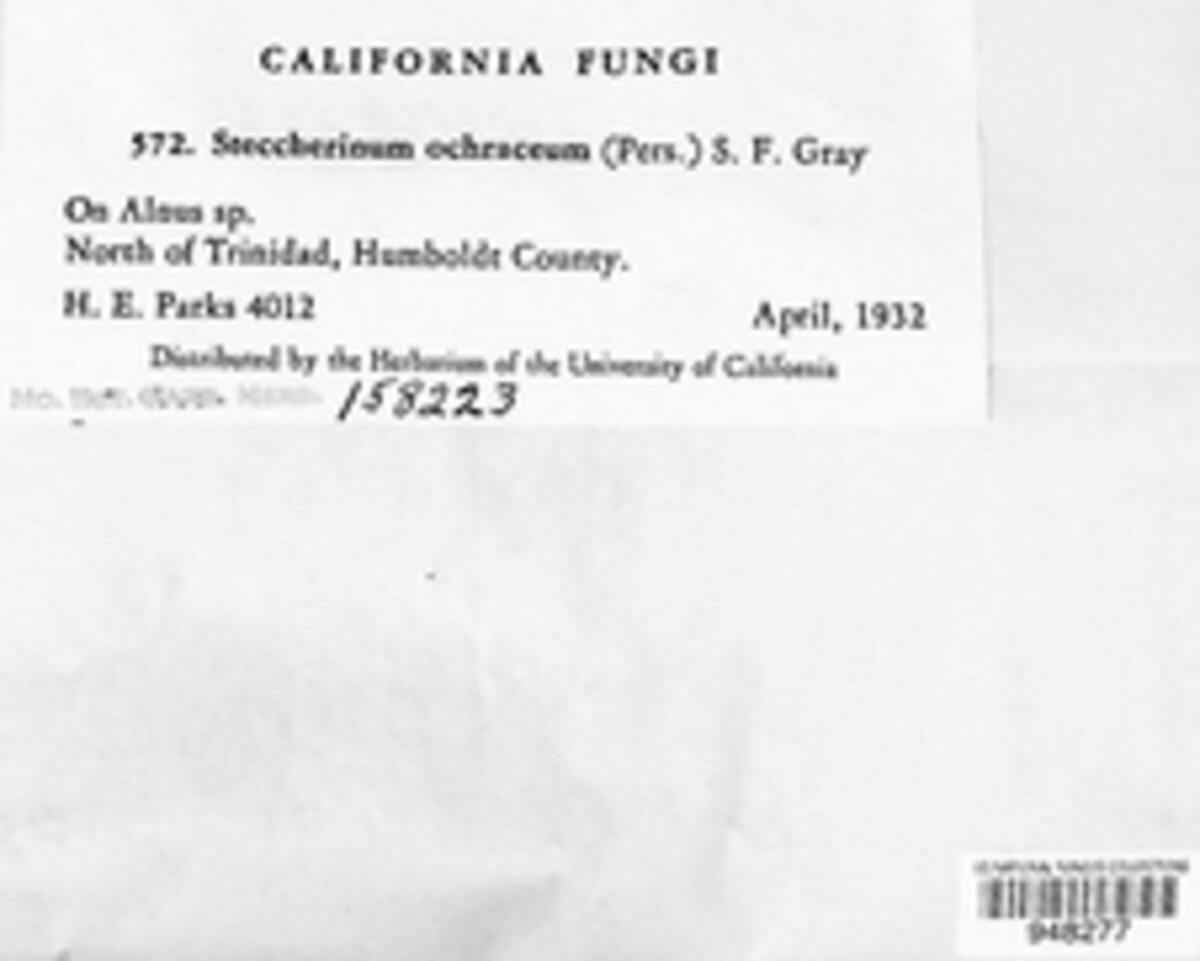 CALIFORNIA FUNGI
572. Steccherinum ochraceum (Pers.) S. F. Gray
On Alnus sp.
North of Trinidad, Humboldt County.
H. E. Parks 4012 April, 1932
Distributed by the Herbarium of the University of California
158223
948277